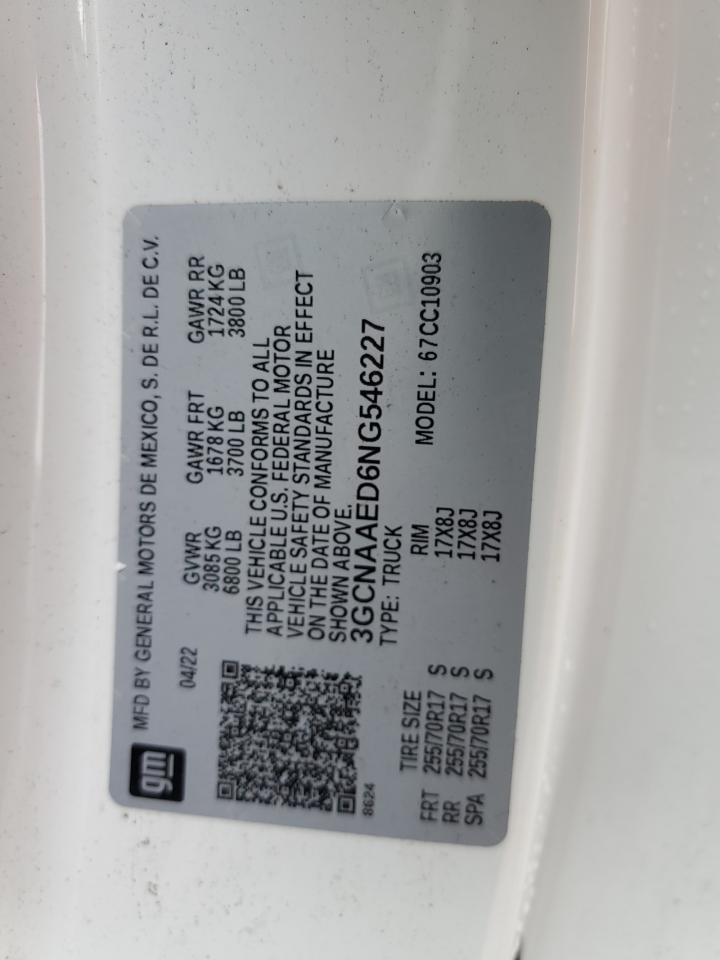 gm
MFD BY GENERAL MOTORS DE MEXICO, S. DE R.L. DE C.V.
04/22
GVWR GAWR FRT GAWR RR
3085 KG 1678 KG 1724 KG
6800 LB 3700 LB 3800 LB
THIS VEHICLE CONFORMS TO ALL
APPLICABLE U.S. FEDERAL MOTOR
VEHICLE SAFETY STANDARDS IN EFFECT
ON THE DATE OF MANUFACTURE
SHOWN ABOVE.
3GCNAAED6NG546227
TYPE: TRUCK
8624
TIRE SIZE RIM MODEL: 67CC10903
FRT 255/70R17 S 17X8J
RR 255/70R17 S 17X8J
SPA 255/70R17 S 17X8J